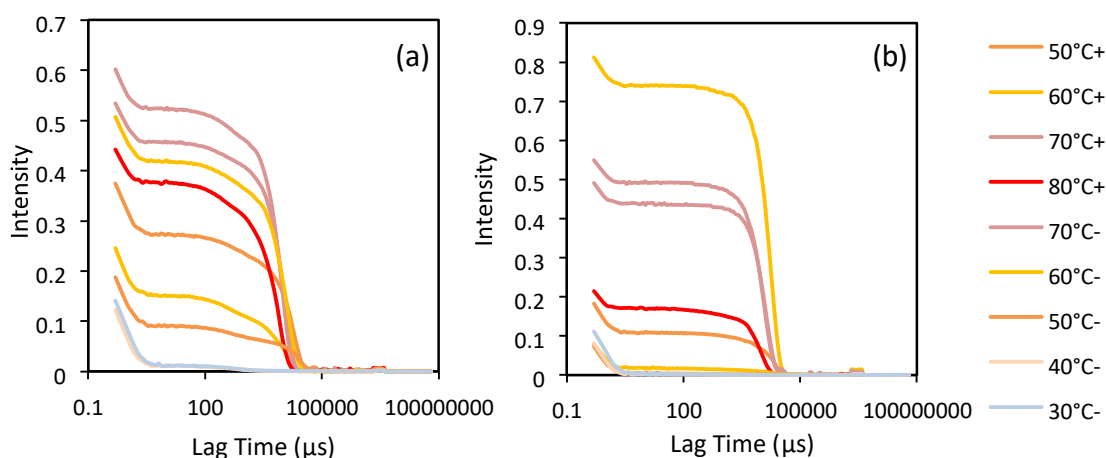 (a)
0.7
0.6
0.5
0.4
0.3
0.2
0.1
0
Intensity
0.1 100 100000 100000000
Lag Time (µs)
(b)
0.9
0.8
0.7
0.6
0.5
0.4
0.3
0.2
0.1
0
Intensity
0.1 100 100000 100000000
Lag Time (µs)
50°C+
60°C+
70°C+
80°C+
70°C-
60°C-
50°C-
40°C-
30°C-